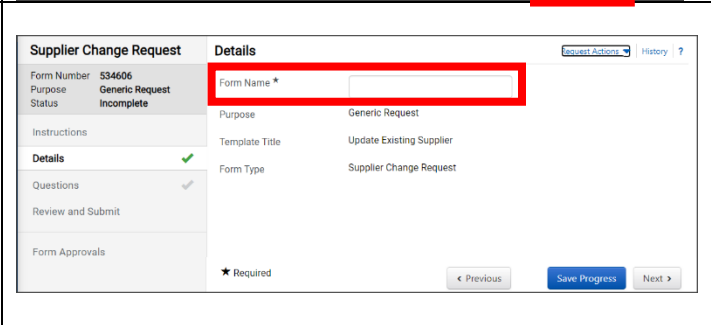 Supplier Change Request
Form Number 534606
Purpose Generic Request
Status Incomplete
Instructions
Details
Questions
Review and Submit
Form Approvals
Details
Request Actions History ?
Form Name ★
Purpose Generic Request
Template Title Update Existing Supplier
Form Type Supplier Change Request
★ Required
‹ Previous
Save Progress
Next ›